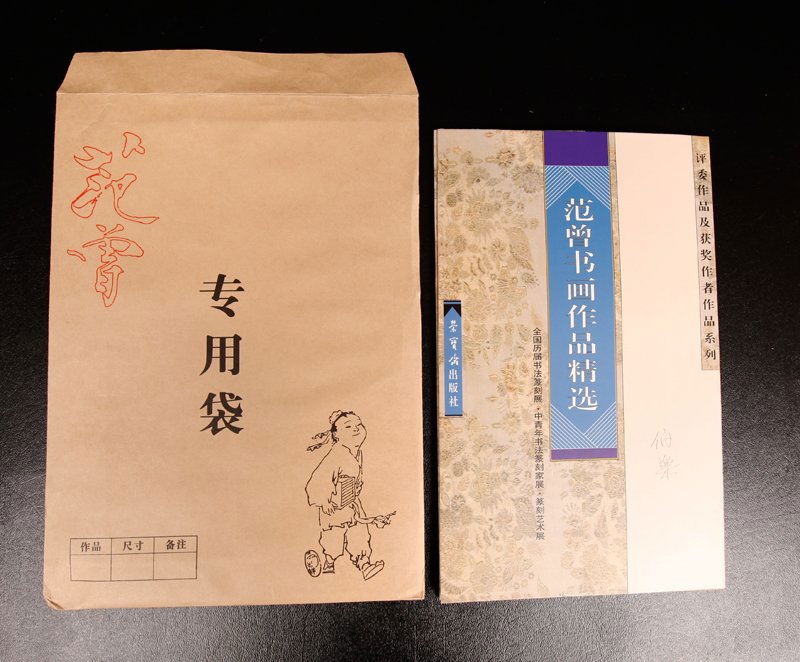 范曾
专用袋
作品 尺寸 备注
评委作品及获奖作者作品系列
范曾书画作品精选
全国历届书法篆刻展·中青年书法篆刻家展·篆刻艺术展
荣宝斋出版社
伯乐